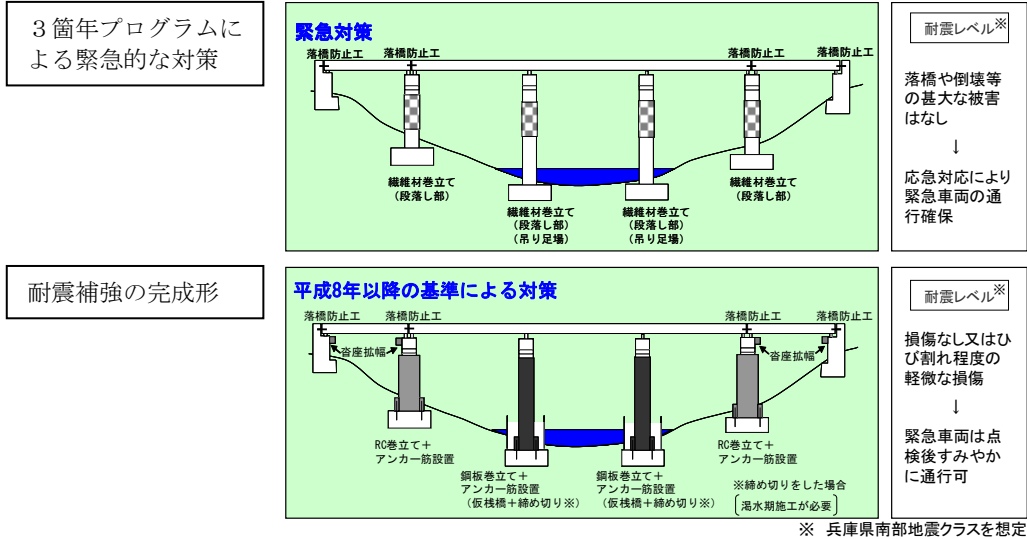 ３箇年プログラムに
よる緊急的な対策
緊急対策
落橋防止工 落橋防止工 落橋防止工 落橋防止工
繊維材巻立て
（段落し部）
繊維材巻立て
（段落し部）
（吊り足場）
繊維材巻立て
（段落し部）
（吊り足場）
繊維材巻立て
（段落し部）
耐震レベル※
落橋や倒壊等
の甚大な被害
はなし
↓
応急対応により
緊急車両の通
行確保
耐震補強の完成形
平成8年以降の基準による対策
落橋防止工 落橋防止工 落橋防止工 落橋防止工
沓座拡幅 沓座拡幅
RC巻立て＋
アンカー筋設置
鋼板巻立て＋
アンカー筋設置
（仮桟橋＋締め切り※）
鋼板巻立て＋
アンカー筋設置
（仮桟橋＋締め切り※）
RC巻立て＋
アンカー筋設置
※締め切りをした場合
渇水期施工が必要
耐震レベル※
損傷なし又はひ
び割れ程度の
軽微な損傷
↓
緊急車両は点
検後すみやか
に通行可
※ 兵庫県南部地震クラスを想定